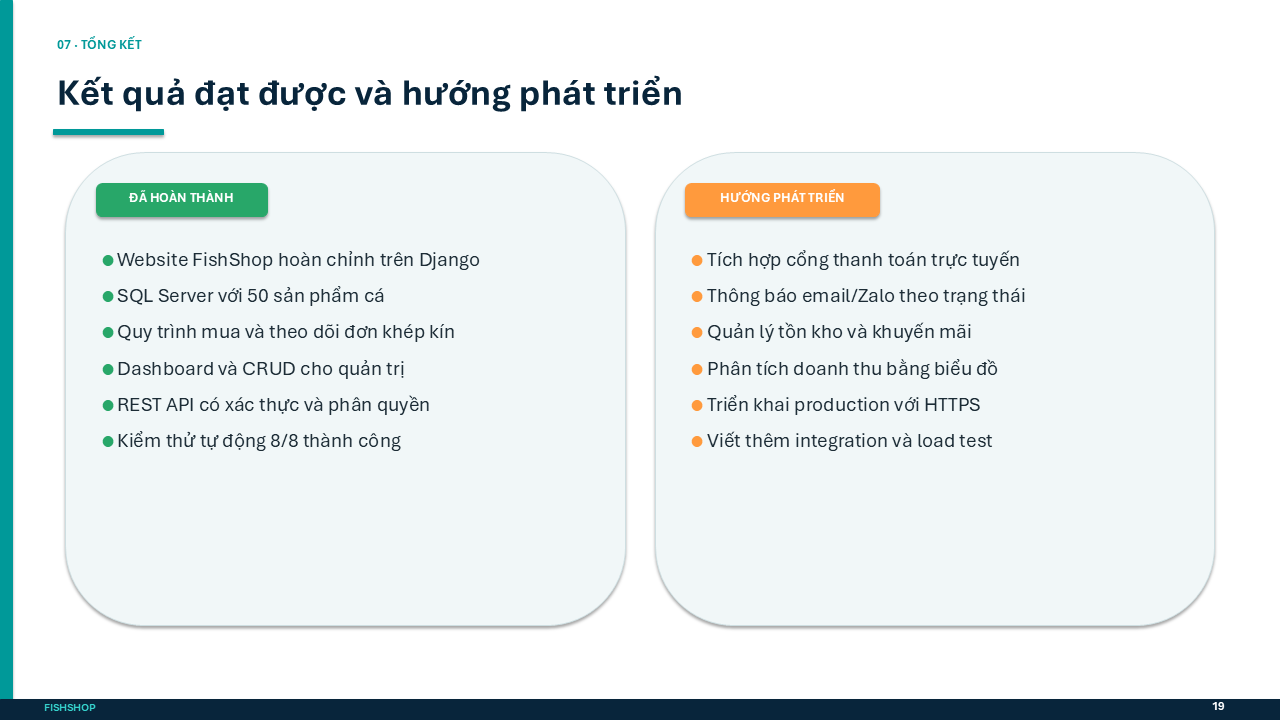 07 · TỔNG KẾT
Kết quả đạt được và hướng phát triển
ĐÃ HOÀN THÀNH
Website FishShop hoàn chỉnh trên Django
SQL Server với 50 sản phẩm cá
Quy trình mua và theo dõi đơn khép kín
Dashboard và CRUD cho quản trị
REST API có xác thực và phân quyền
Kiểm thử tự động 8/8 thành công
HƯỚNG PHÁT TRIỂN
Tích hợp cổng thanh toán trực tuyến
Thông báo email/Zalo theo trạng thái
Quản lý tồn kho và khuyến mãi
Phân tích doanh thu bằng biểu đồ
Triển khai production với HTTPS
Viết thêm integration và load test
FISHSHOP
19